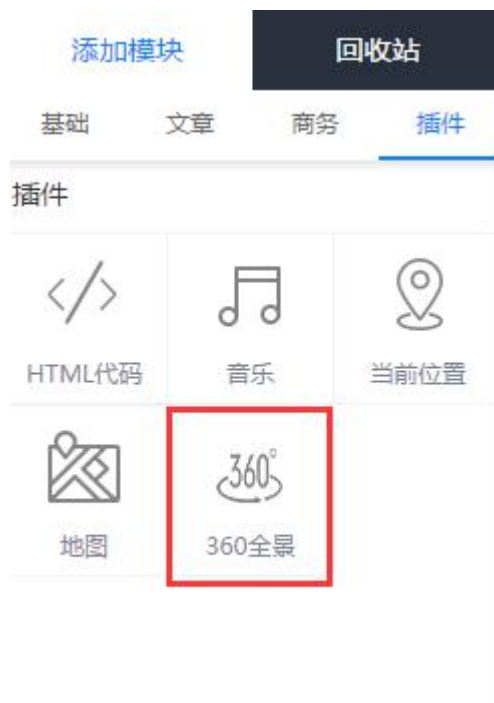 添加模块 回收站
基础 文章 商务 插件
插件
HTML代码 音乐 当前位置
360°
地图 360全景